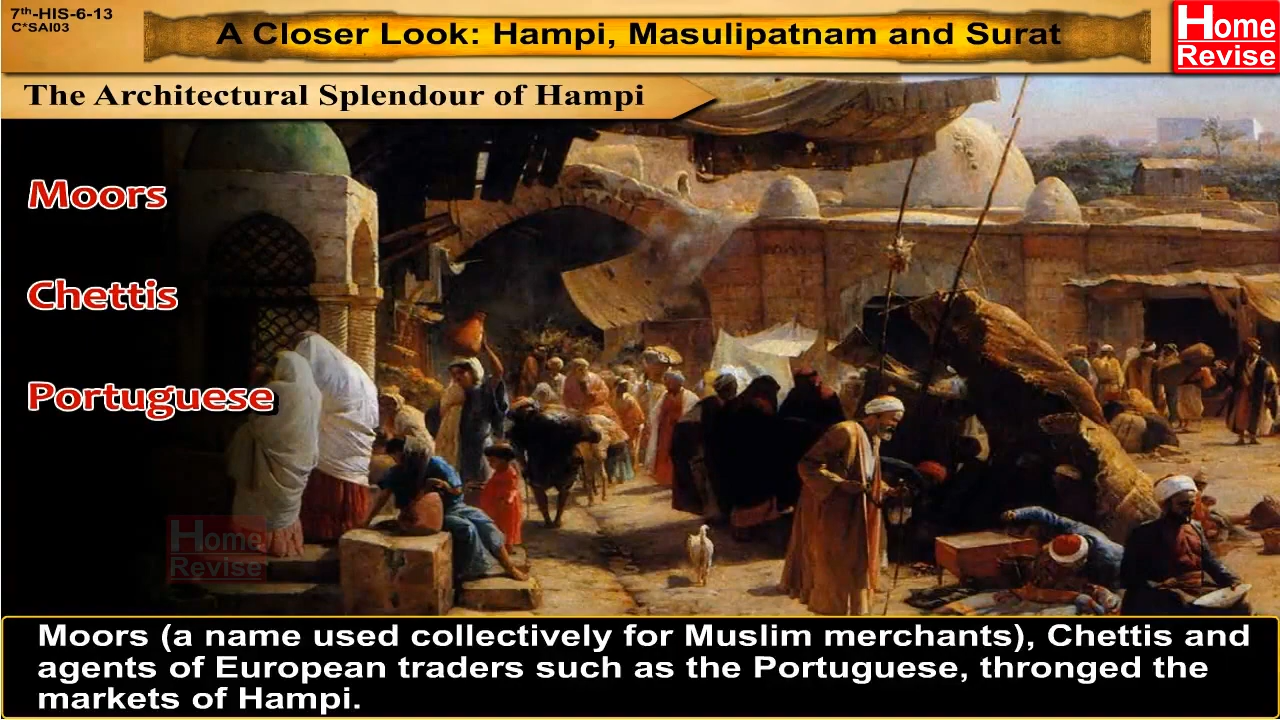 7th-HIS-6-13
C*SAI03
A Closer Look: Hampi, Masulipatnam and Surat
Home
Revise
The Architectural Splendour of Hampi
Moors
Chettis
Portuguese
Home
Revise
Moors (a name used collectively for Muslim merchants), Chettis and
agents of European traders such as the Portuguese, thronged the
markets of Hampi.